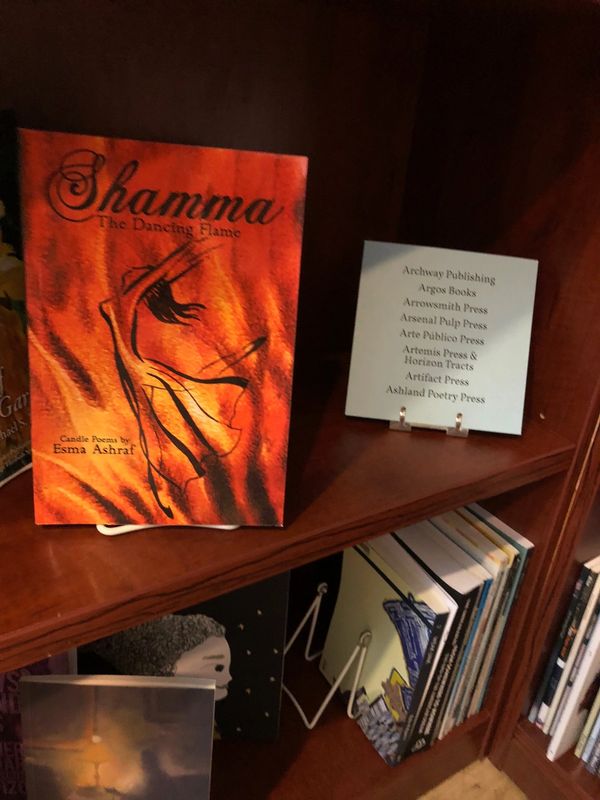 Shamma
The Dancing Flame
Candle Poems by
Esma Ashraf
Archway Publishing
Argos Books
Arrowsmith Press
Arsenal Pulp Press
Arte Público Press
Artemis Press &
Horizon Tracts
Artifact Press
Ashland Poetry Press